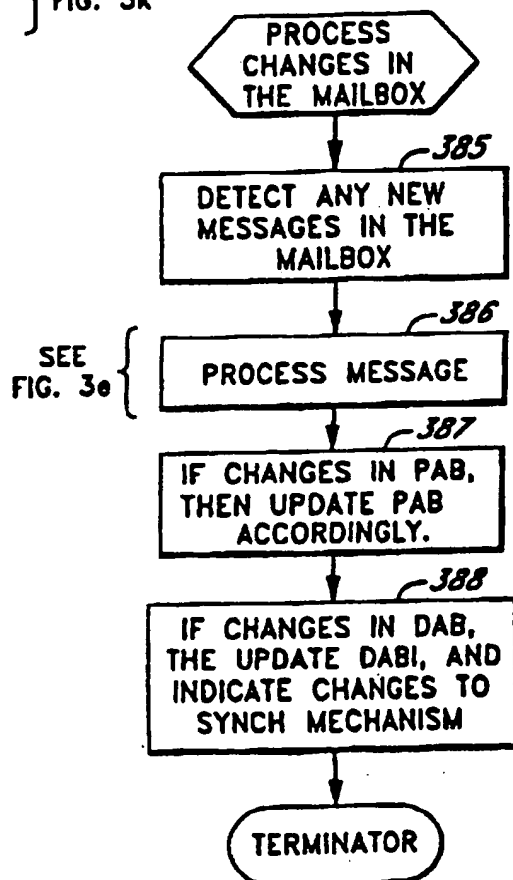 FIG. 3k
PROCESS
CHANGES IN
THE MAILBOX
385
DETECT ANY NEW
MESSAGES IN THE
MAILBOX
386
SEE
FIG. 3e
PROCESS MESSAGE
387
IF CHANGES IN PAB,
THEN UPDATE PAB
ACCORDINGLY.
388
IF CHANGES IN DAB,
THE UPDATE DABI, AND
INDICATE CHANGES TO
SYNCH MECHANISM
TERMINATOR